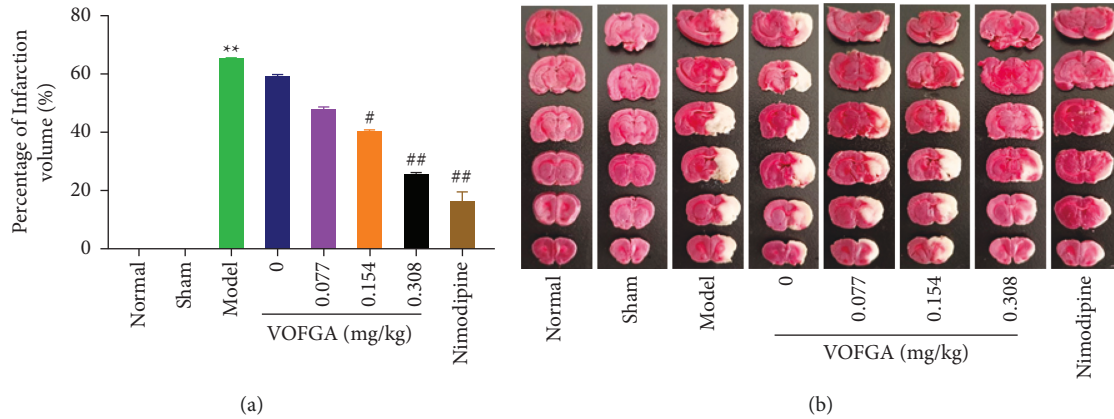 Percentage of Infarction
volume (%)
80
60
40
20
0
**
#
##
##
Normal
Sham
Model
0
0.077
0.154
0.308
Nimodipine
VOFGA (mg/kg)
(a)
Normal
Sham
Model
0
0.077
0.154
0.308
Nimodipine
VOFGA (mg/kg)
(b)